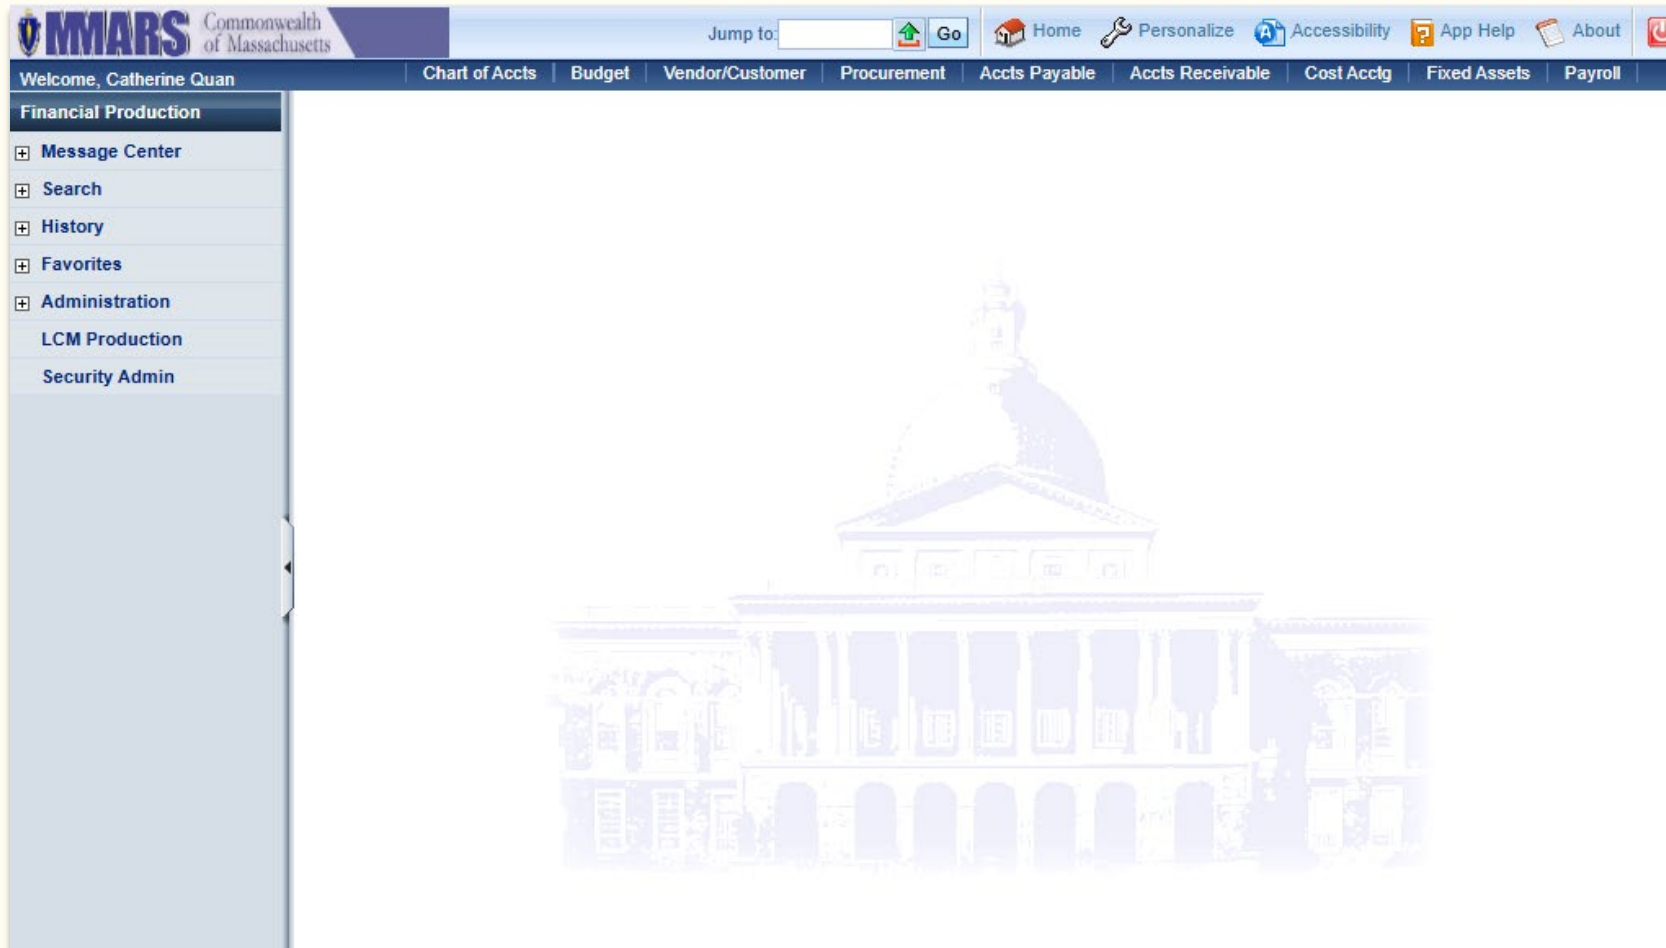 MMARS Commonwealth
of Massachusetts
Jump to: Go Home Personalize Accessibility App Help About
Welcome, Catherine Quan
Chart of Accts Budget Vendor/Customer Procurement Accts Payable Accts Receivable Cost Acctg Fixed Assets Payroll
Financial Production
Message Center
Search
History
Favorites
Administration
LCM Production
Security Admin